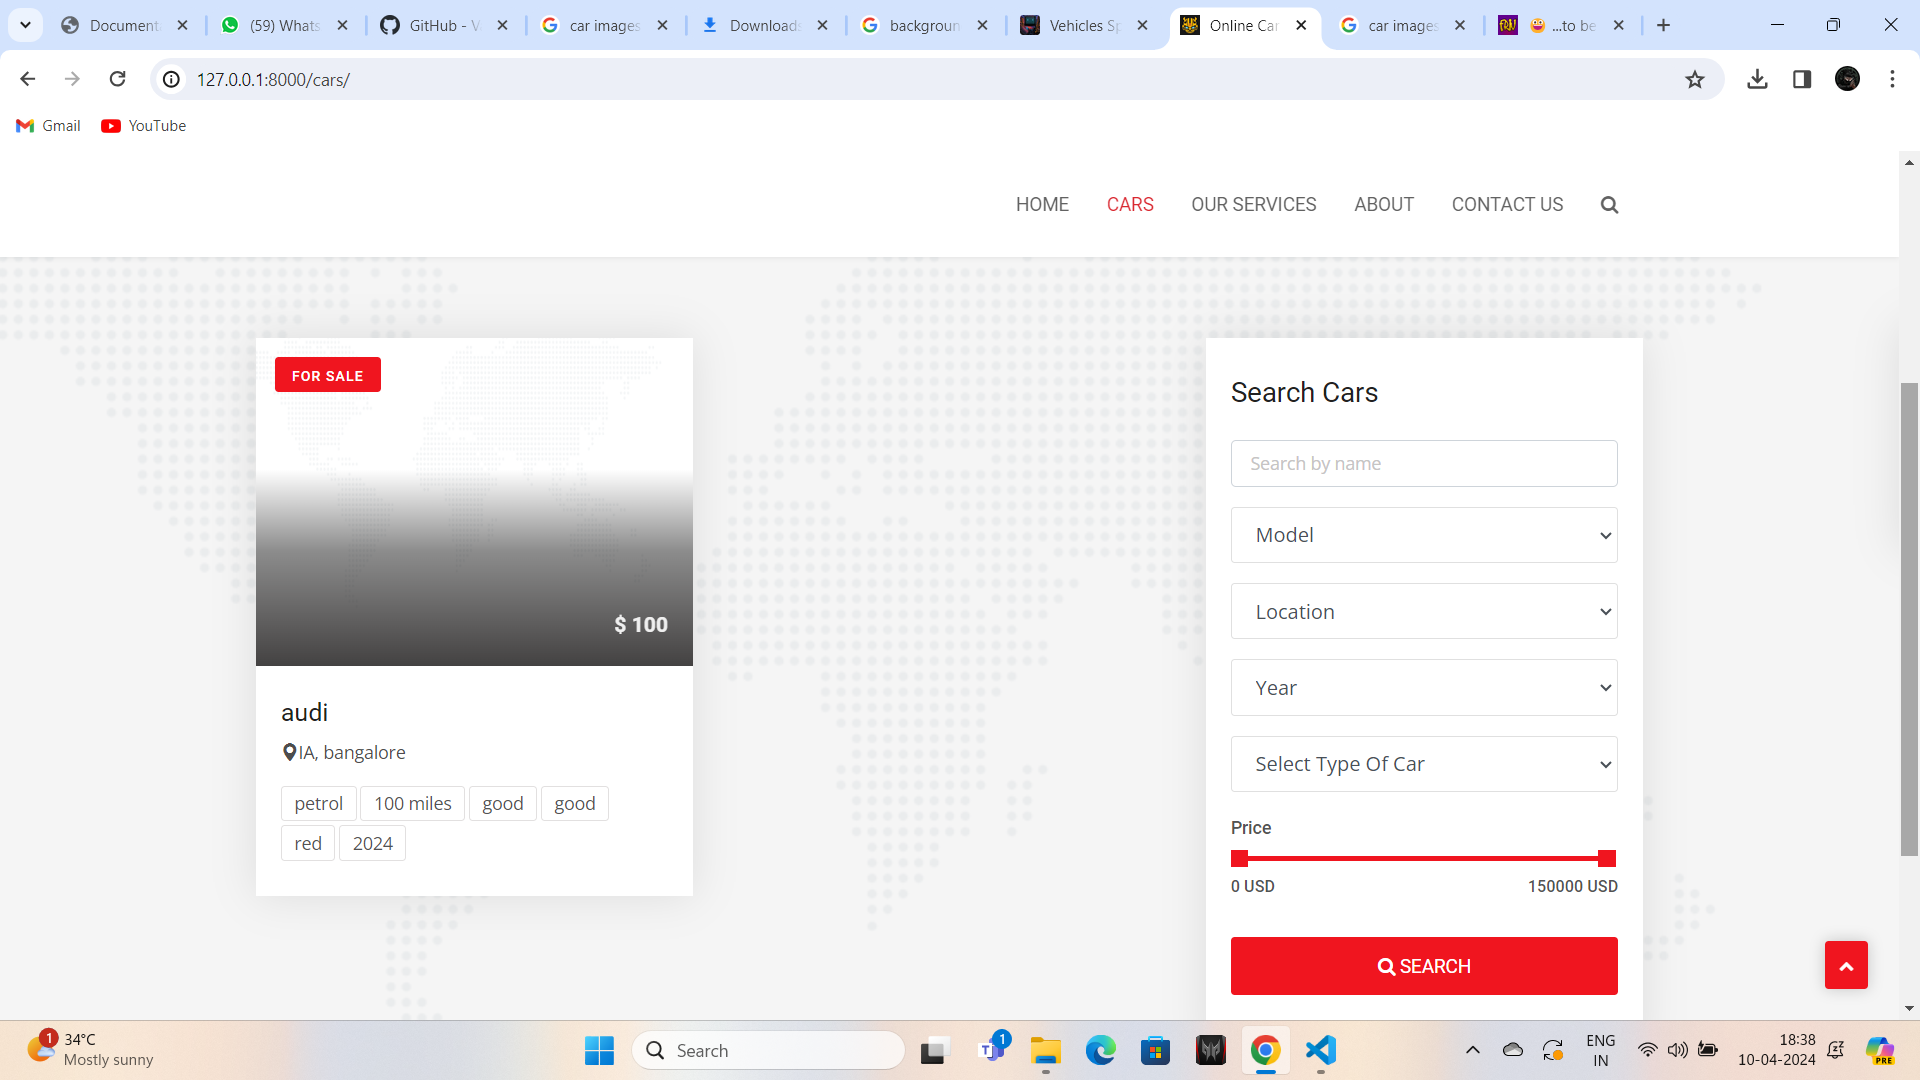 Document
(59) Whats
GitHub - V
car images
Downloads
backgroun
Vehicles Sp
Online Car
car images
...to be
127.0.0.1:8000/cars/
Gmail
YouTube
HOME
CARS
OUR SERVICES
ABOUT
CONTACT US
FOR SALE
$ 100
audi
IA, bangalore
petrol
100 miles
good
good
red
2024
Search Cars
Search by name
Model
Location
Year
Select Type Of Car
Price
0 USD
150000 USD
SEARCH
1
34°C
Mostly sunny
Search
1
ENG
IN
18:38
10-04-2024
PRE